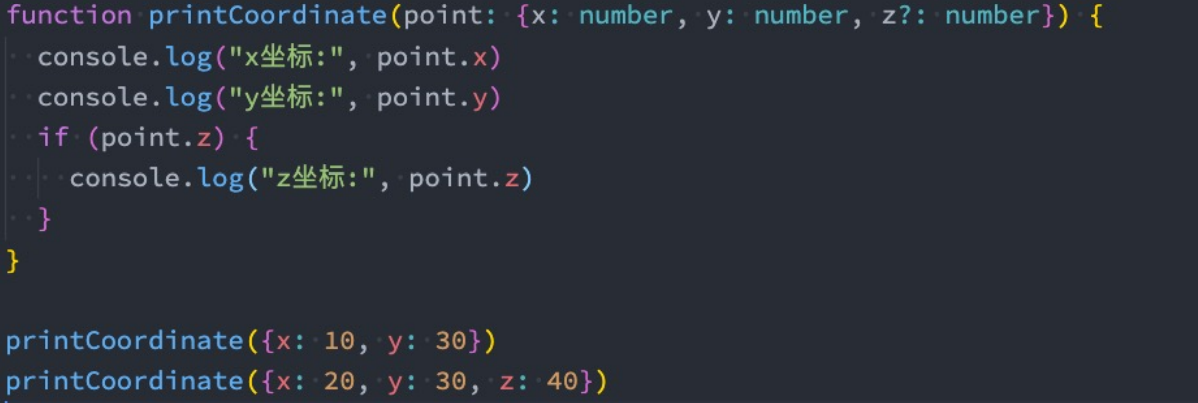 function printCoordinate(point: {x: number, y: number, z?: number}) {
  console.log("x坐标:", point.x)
  console.log("y坐标:", point.y)
  if (point.z) {
    console.log("z坐标:", point.z)
  }
}
printCoordinate({x: 10, y: 30})
printCoordinate({x: 20, y: 30, z: 40})